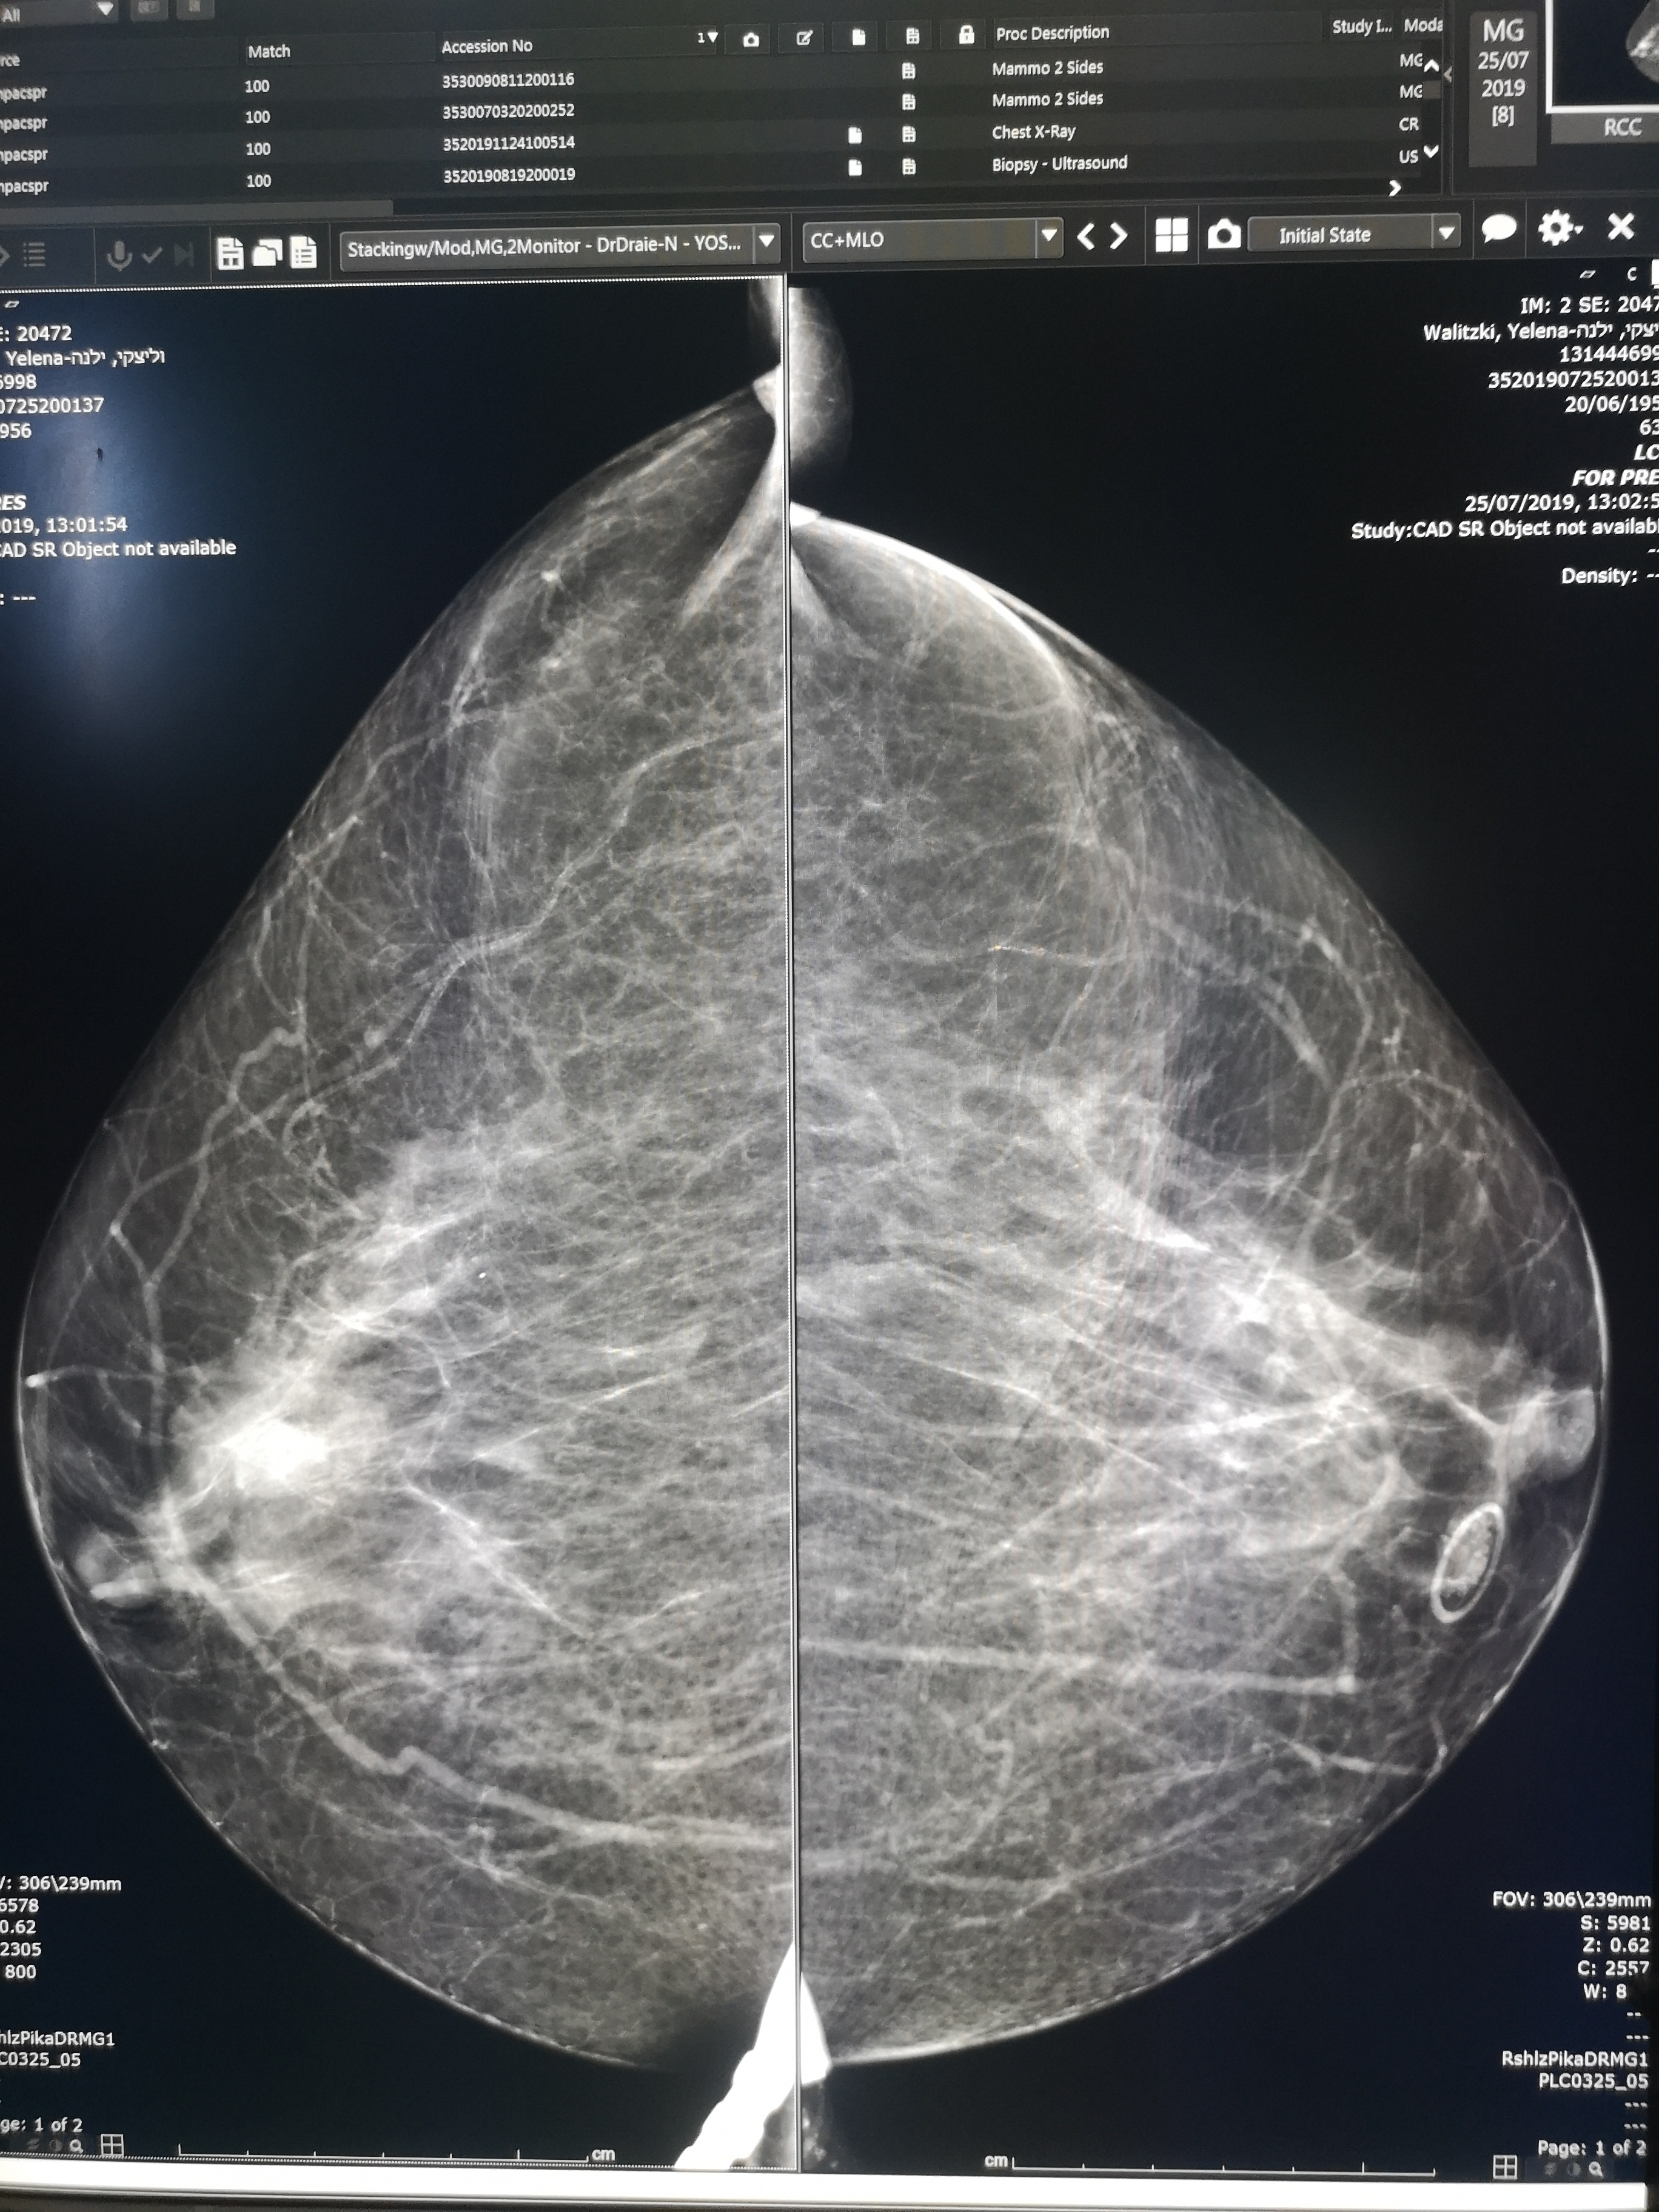 All
rce Match Accession No 1 Proc Description Study I... Moda
npacspr 100 3530090811200116 Mammo 2 Sides MG
npacspr 100 3530070320200252 Mammo 2 Sides MG
npacspr 100 3520191124100514 Chest X-Ray CR
npacspr 100 3520190819200019 Biopsy - Ultrasound US
MG
25/07
2019
[8]
RCC
Stackingw/Mod,MG,2Monitor - DrDraie-N - YOS... CC+MLO Initial State
E: 20472
וליצקי, ילנה-Yelena
6998
0725200137
956
RES
019, 13:01:54
CAD SR Object not available
: ---
C
IM: 2 SE: 2047
Walitzki, Yelena-יצקי, ילנה
131444699
352019072520013
20/06/195
63
LC
FOR PRE
25/07/2019, 13:02:5
Study:CAD SR Object not availabl
--
Density: --
V: 306\239mm
6578
0.62
2305
800
hlzPikaDRMG1
C0325_05
ge: 1 of 2
cm
FOV: 306\239mm
S: 5981
Z: 0.62
C: 2557
W: 8
--
---
RshlzPikaDRMG1
PLC0325_05
---
---
Page: 1 of 2
cm